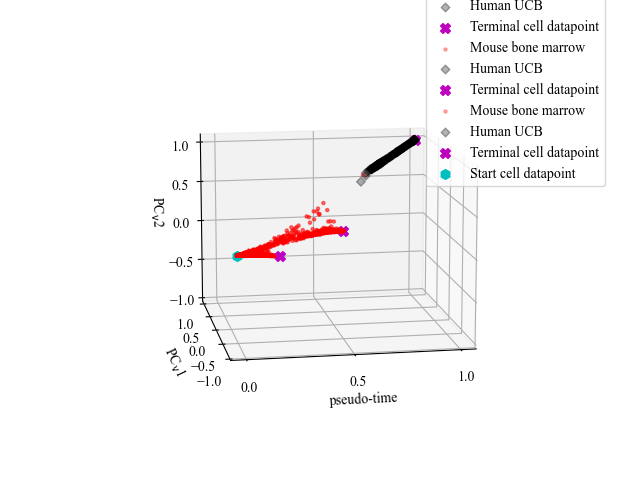 Human UCB
Terminal cell datapoint
Mouse bone marrow
Human UCB
Terminal cell datapoint
Mouse bone marrow
Human UCB
Terminal cell datapoint
Start cell datapoint
1.0
0.5
0.0
−0.5
−1.0
PCv2
1.0
0.5
0.0
−0.5
−1.0
PCv1
0.0
0.5
1.0
pseudo-time